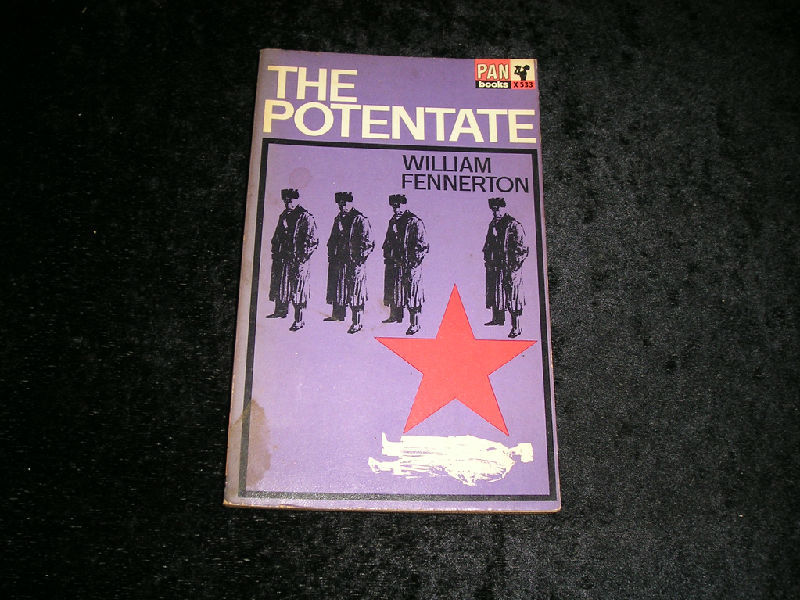 THE
POTENTATE
PAN
books X533
WILLIAM
FENNERTON